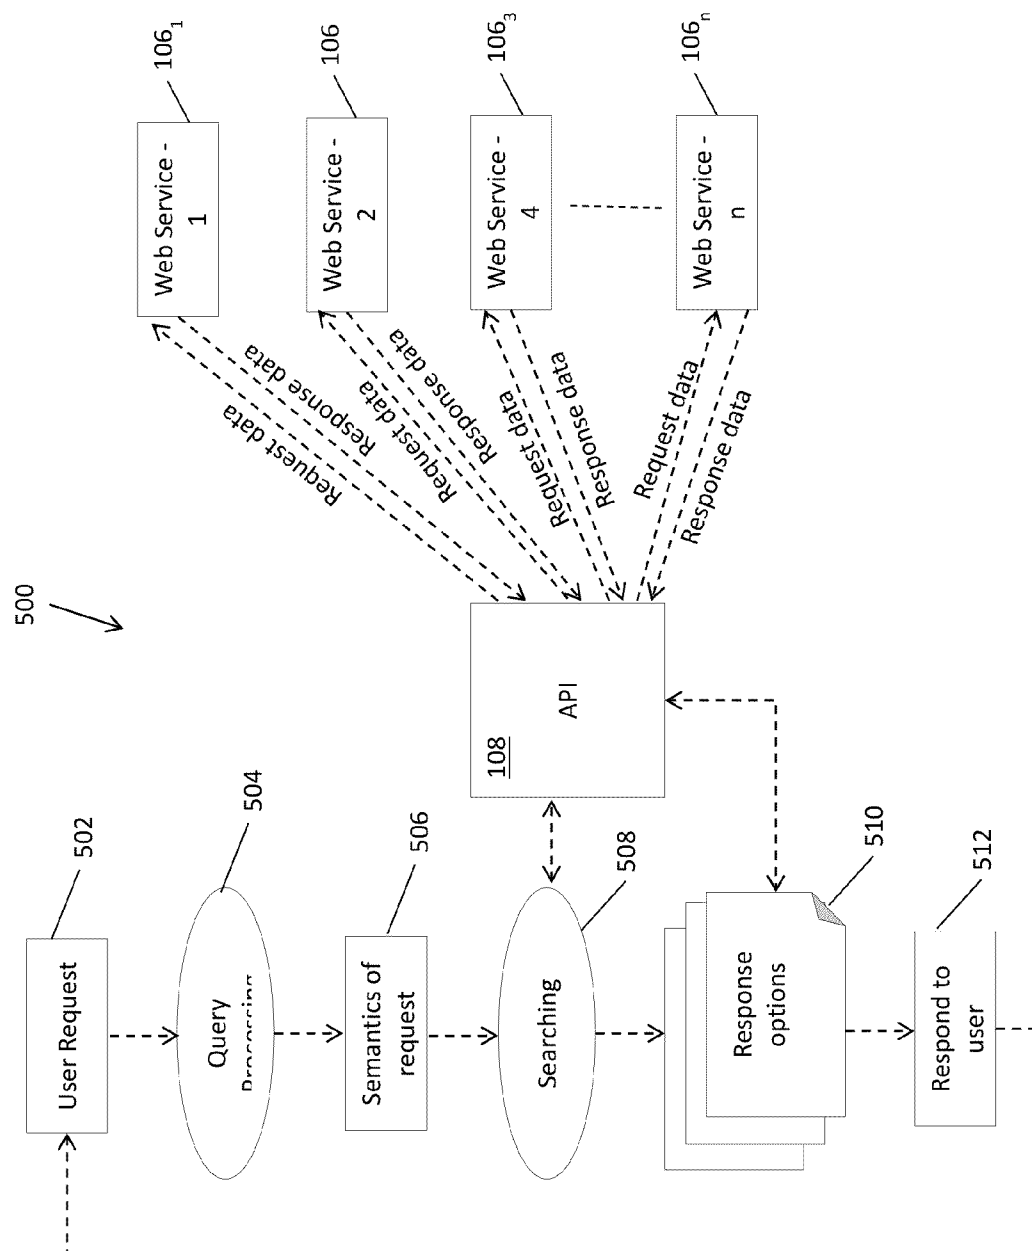 500
User Request
502
Query
Processing
504
Semantics of
request
506
Searching
508
Response
options
510
Respond to
user
512
108
API
Request data
Response data
Request data
Response data
Request data
Response data
Request data
Response data
Web Service -
1
106₁
Web Service -
2
106
Web Service -
4
106₃
Web Service -
n
106ₙ